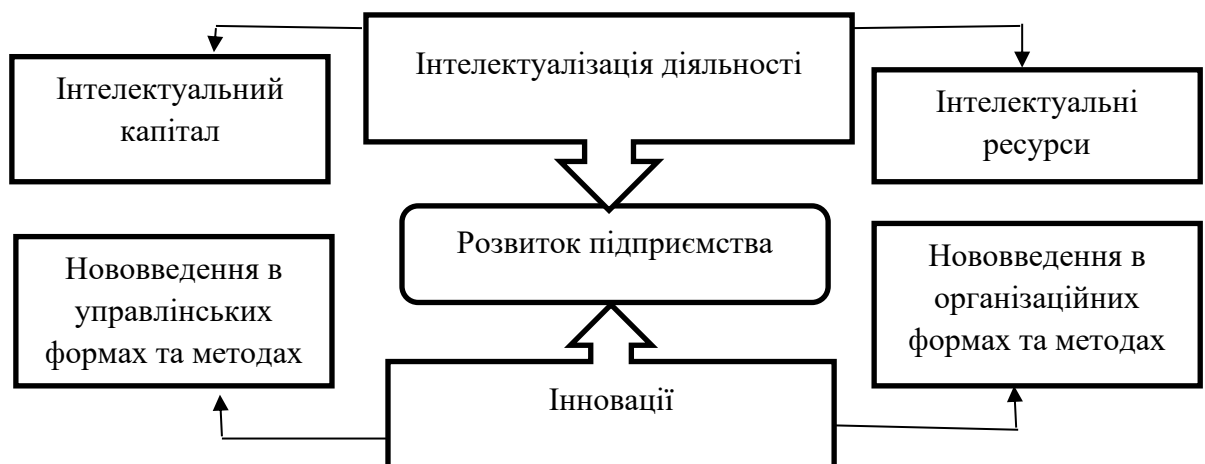 Інтелектуалізація діяльності
Інтелектуальний
капітал
Інтелектуальні
ресурси
Розвиток підприємства
Нововведення в
управлінських
формах та методах
Нововведення в
організаційних
формах та методах
Інновації